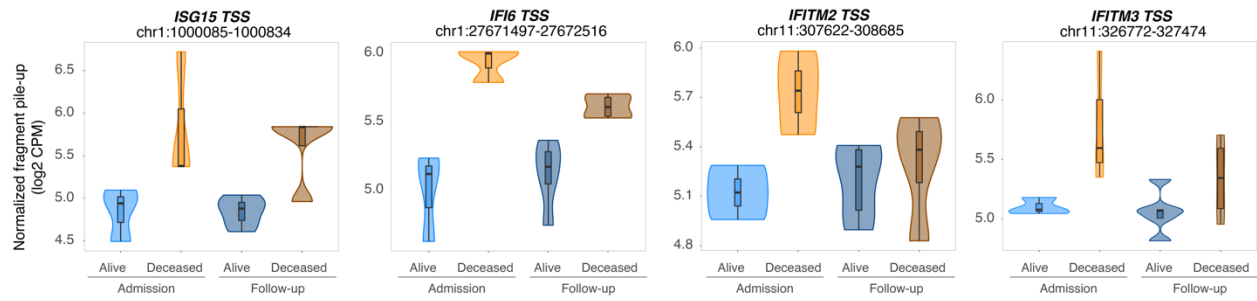 ISG15 TSS
chr1:1000085-1000834
IFI6 TSS
chr1:27671497-27672516
IFITM2 TSS
chr11:307622-308685
IFITM3 TSS
chr11:326772-327474
Normalized fragment pile-up
(log2 CPM)
6.5
6.0
5.5
5.0
4.5
Alive Deceased Alive Deceased
Admission Follow-up
6.0
5.5
5.0
Alive Deceased Alive Deceased
Admission Follow-up
6.0
5.7
5.4
5.1
4.8
Alive Deceased Alive Deceased
Admission Follow-up
6.0
5.5
5.0
Alive Deceased Alive Deceased
Admission Follow-up